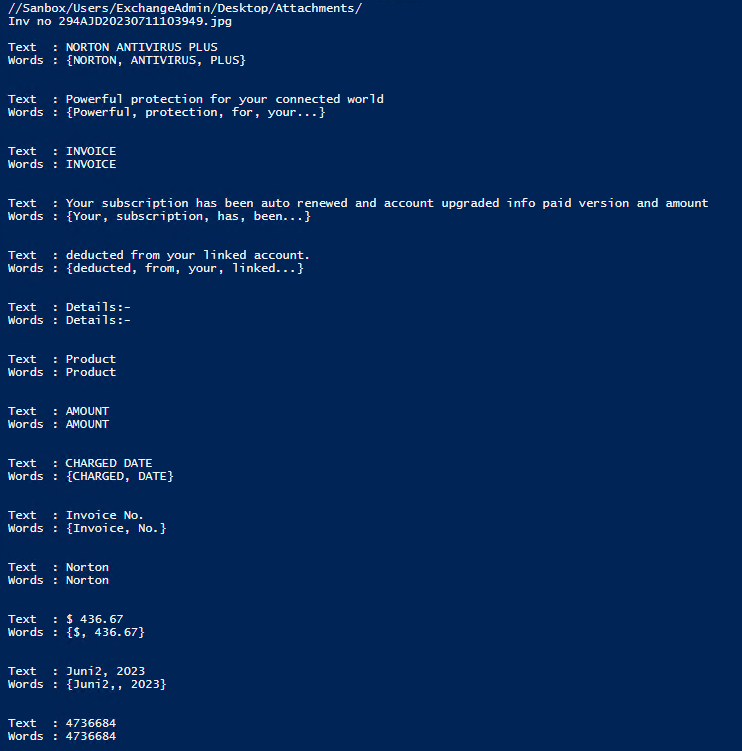 //Sanbox/Users/ExchangeAdmin/Desktop/Attachments/
Inv no 294AJD20230711103949.jpg
Text : NORTON ANTIVIRUS PLUS
Words : {NORTON, ANTIVIRUS, PLUS}
Text : Powerful protection for your connected world
Words : {Powerful, protection, for, your...}
Text : INVOICE
Words : INVOICE
Text : Your subscription has been auto renewed and account upgraded info paid version and amount
Words : {Your, subscription, has, been...}
Text : deducted from your linked account.
Words : {deducted, from, your, linked...}
Text : Details:-
Words : Details:-
Text : Product
Words : Product
Text : AMOUNT
Words : AMOUNT
Text : CHARGED DATE
Words : {CHARGED, DATE}
Text : Invoice No.
Words : {Invoice, No.}
Text : Norton
Words : Norton
Text : $ 436.67
Words : {$, 436.67}
Text : Juni2, 2023
Words : {Juni2,, 2023}
Text : 4736684
Words : 4736684